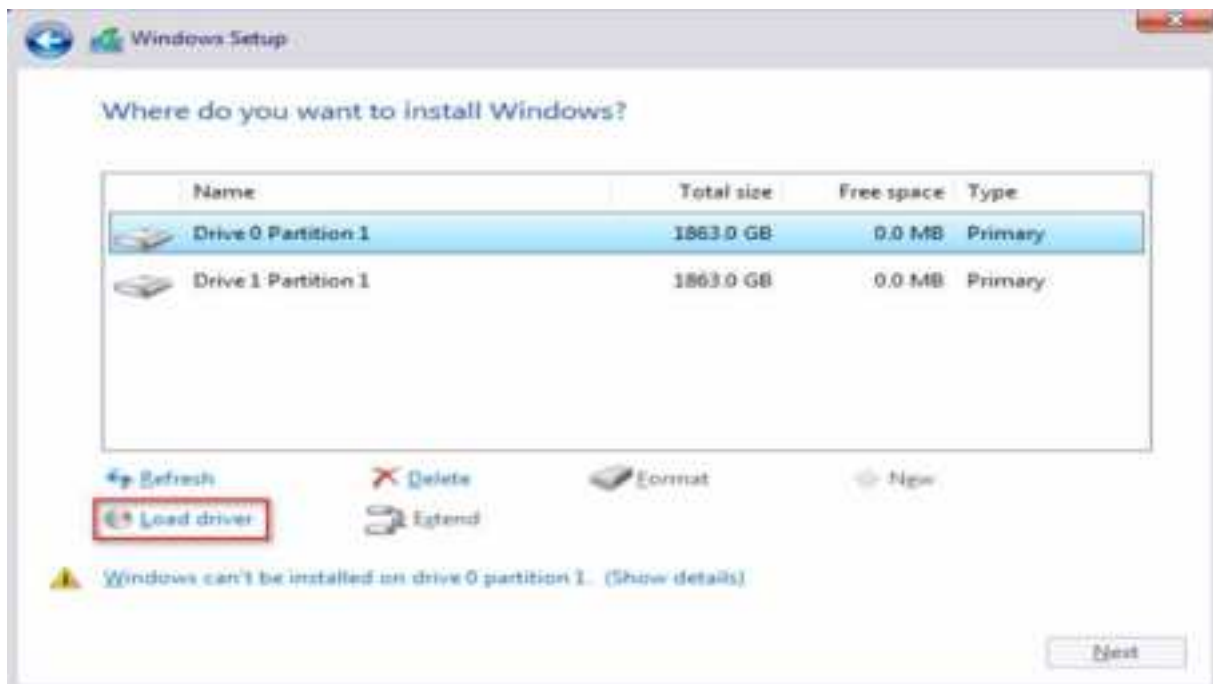 Windows Setup
Where do you want to install Windows?
Name Total size Free space Type
Drive 0 Partition 1 1863.0 GB 0.0 MB Primary
Drive 1 Partition 1 1863.0 GB 0.0 MB Primary
Refresh Delete Format New
Load driver Extend
Windows can't be installed on drive 0 partition 1. (Show details)
Next